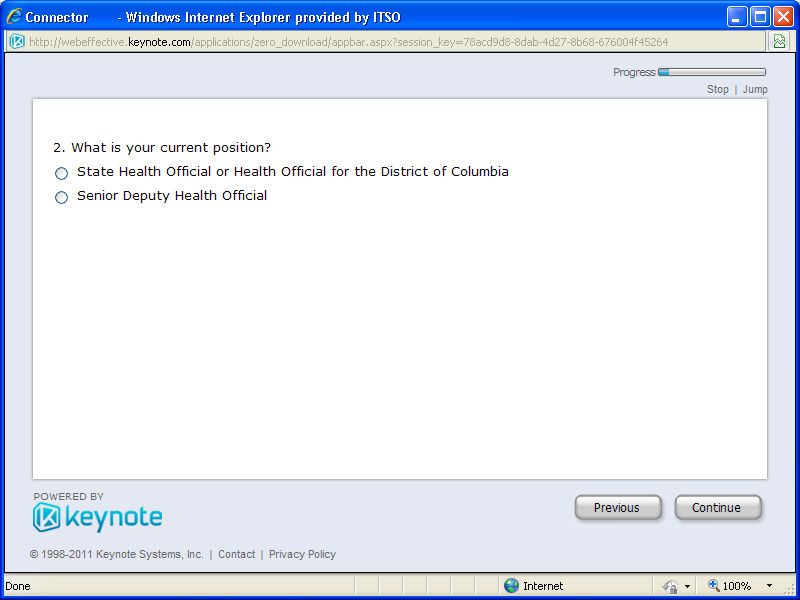 Connector - Windows Internet Explorer provided by ITSO
http://webeffective.keynote.com/applications/zero_download/appbar.aspx?session_key=78acd9d8-8dab-4d27-8b68-676004f45264
Progress
Stop | Jump
2. What is your current position?
State Health Official or Health Official for the District of Columbia
Senior Deputy Health Official
POWERED BY
keynote
Previous Continue
© 1998-2011 Keynote Systems, Inc. | Contact | Privacy Policy
Done Internet 100%